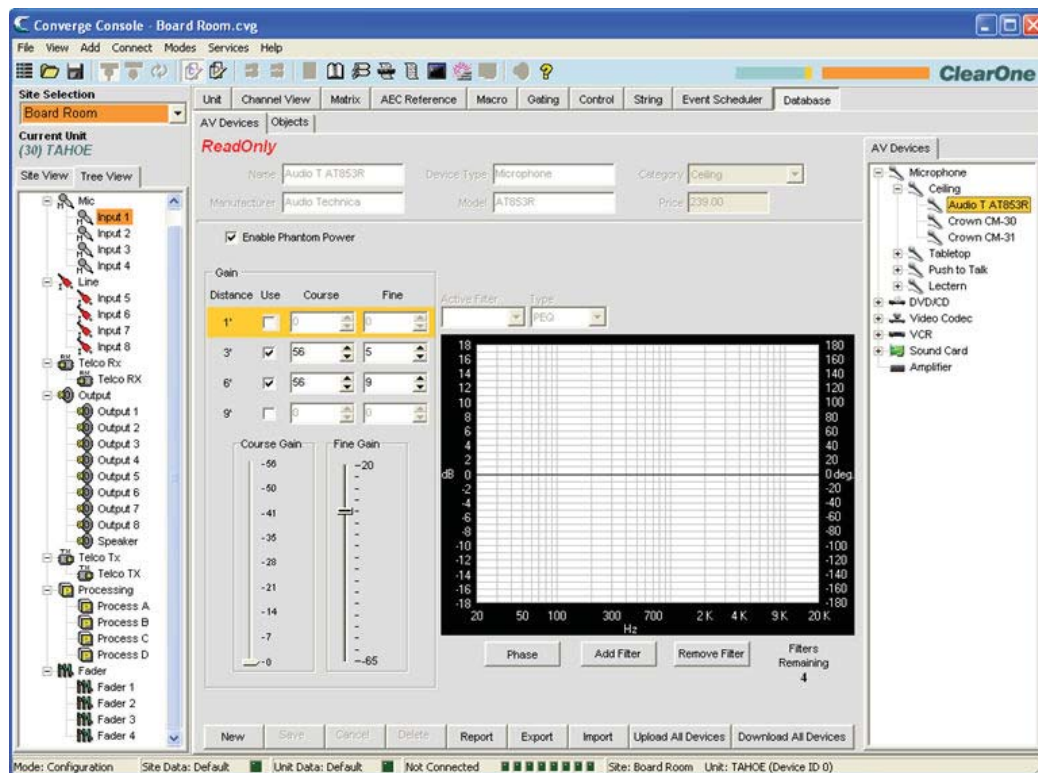 Converge Console - Board Room.cvg
File View Add Connect Modes Services Help
ClearOne
Site Selection
Board Room
Current Unit
(30) TAHOE
Site View Tree View
Mic
Input 1
Input 2
Input 3
Input 4
Line
Input 5
Input 6
Input 7
Input 8
Telco Rx
Telco RX
Output
Output 1
Output 2
Output 3
Output 4
Output 5
Output 6
Output 7
Output 8
Speaker
Telco Tx
Telco TX
Processing
Process A
Process B
Process C
Process D
Fader
Fader 1
Fader 2
Fader 3
Fader 4
Unit Channel View Matrix AEC Reference Macro Gating Control String Event Scheduler Database
AV Devices Objects
ReadOnly
Name Audio T AT853R Device Type Microphone Category Ceiling
Manufacturer Audio Technica Model AT853R Price 239.00
Enable Phantom Power
Gain
Distance Use Course Fine
1' 0 0
3' 56 5
6' 56 9
9' 0 0
Course Gain
-56
-50
-41
-35
-28
-21
-14
-7
-0
Fine Gain
-20
-65
Active Filter Type
PEQ
18 180
16 160
14 140
12 120
10 100
8 80
6 60
4 40
2 20
dB 0 0 deg.
-2 -20
-4 -40
-6 -60
-8 -80
-10 -100
-12 -120
-14 -140
-16 -160
-18 -180
20 50 100 300 700 2 K 4 K 9 K 20 K
Hz
Phase Add Filter Remove Filter Filters Remaining
4
New Save Cancel Delete Report Export Import Upload All Devices Download All Devices
AV Devices
Microphone
Ceiling
Audio T AT853R
Crown CM-30
Crown CM-31
Tabletop
Push to Talk
Lectern
DVD/CD
Video Codec
VCR
Sound Card
Amplifier
Mode: Configuration Site Data: Default Unit Data: Default Not Connected Site: Board Room Unit: TAHOE (Device ID 0)